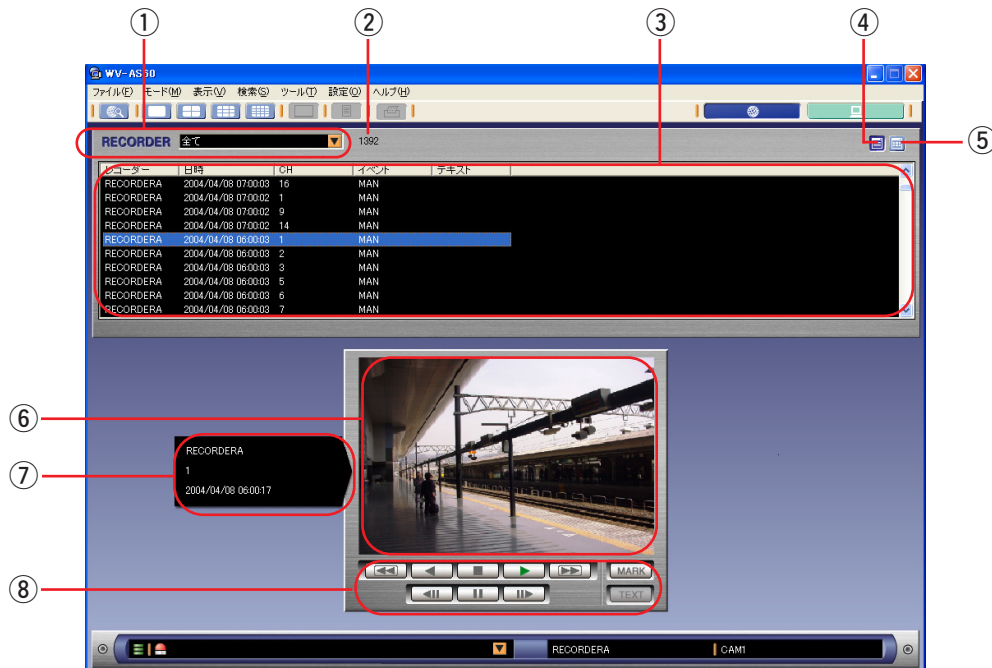 ① ② ③ ④
WV-AS60
ファイル(F) モード(M) 表示(V) 検索(S) ツール(T) 設定(O) ヘルプ(H)
RECORDER 全て 1392
⑤
レコーダー 日時 CH イベント テキスト
RECORDERA 2004/04/08 07:00:03 16 MAN
RECORDERA 2004/04/08 07:00:02 1 MAN
RECORDERA 2004/04/08 07:00:02 9 MAN
RECORDERA 2004/04/08 07:00:02 14 MAN
RECORDERA 2004/04/08 06:00:03 1 MAN
RECORDERA 2004/04/08 06:00:03 2 MAN
RECORDERA 2004/04/08 06:00:03 3 MAN
RECORDERA 2004/04/08 06:00:03 5 MAN
RECORDERA 2004/04/08 06:00:03 6 MAN
RECORDERA 2004/04/08 06:00:03 7 MAN
⑥
⑦
RECORDERA
1
2004/04/08 06:00:17
⑧
MARK
TEXT
RECORDERA CAM1